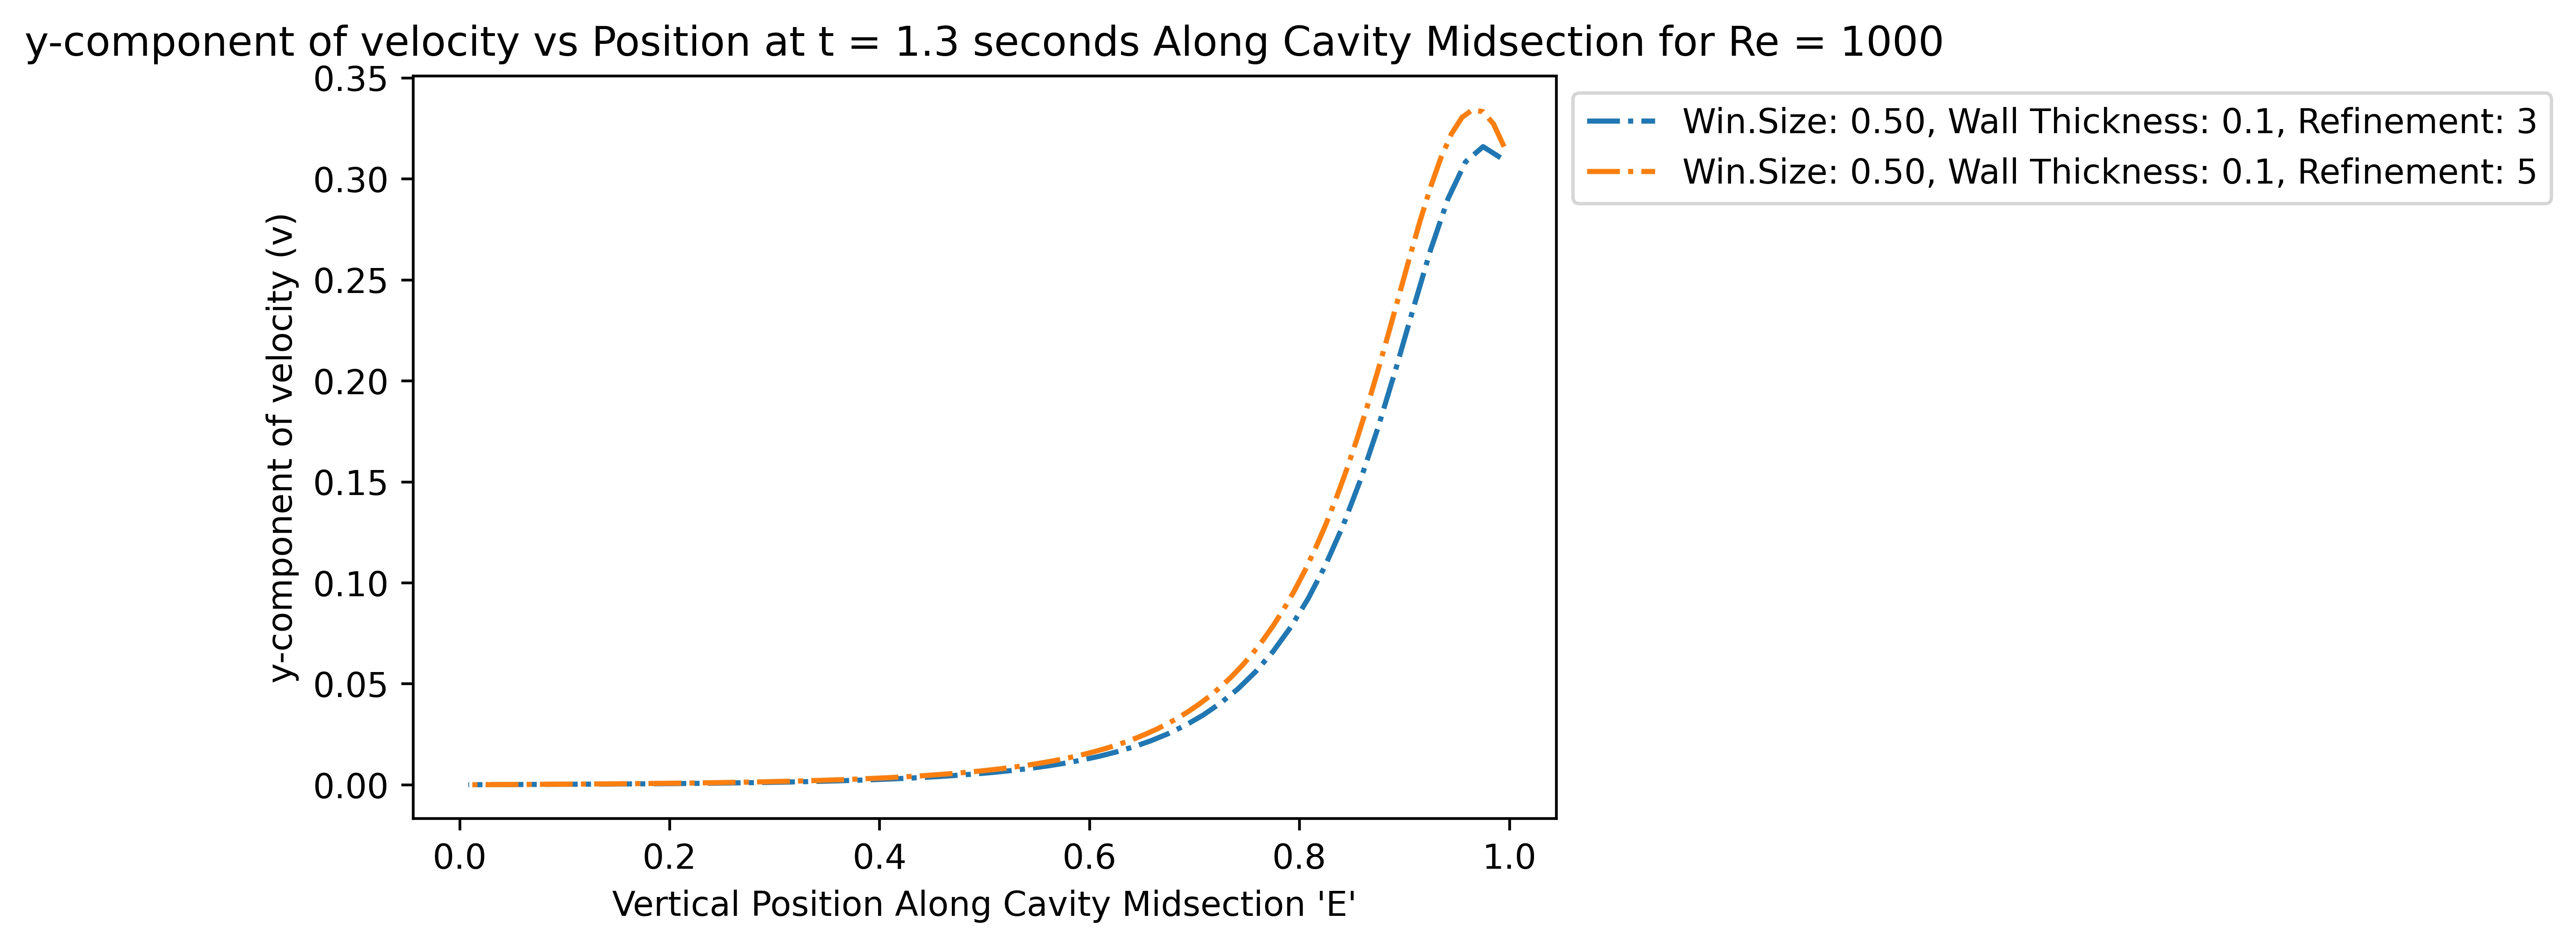 y-component of velocity vs Position at t = 1.3 seconds Along Cavity Midsection for Re = 1000
0.35
0.30
0.25
0.20
0.15
0.10
0.05
0.00
y-component of velocity (v)
0.0 0.2 0.4 0.6 0.8 1.0
Vertical Position Along Cavity Midsection 'E'
Win.Size: 0.50, Wall Thickness: 0.1, Refinement: 3
Win.Size: 0.50, Wall Thickness: 0.1, Refinement: 5